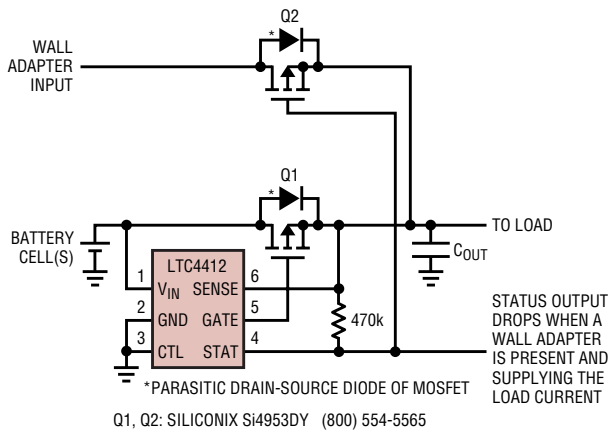 Q2
*
WALL
ADAPTER
INPUT
Q1
*
TO LOAD
BATTERY
CELL(S)
C_OUT
LTC4412
1 V_IN SENSE 6
2 GND GATE 5
3 CTL STAT 4
470k
STATUS OUTPUT
DROPS WHEN A
WALL ADAPTER
IS PRESENT AND
SUPPLYING THE
LOAD CURRENT
*PARASITIC DRAIN-SOURCE DIODE OF MOSFET
Q1, Q2: SILICONIX Si4953DY (800) 554-5565